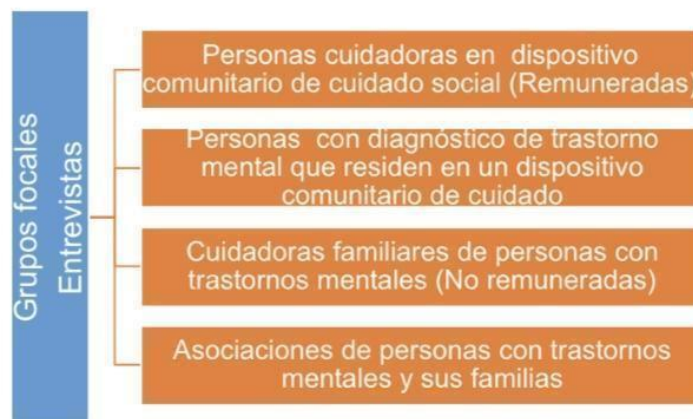 Grupos focales
Entrevistas
Personas cuidadoras en dispositivo
comunitario de cuidado social (Remuneradas)
Personas con diagnóstico de trastorno
mental que residen en un dispositivo
comunitario de cuidado
Cuidadoras familiares de personas con
trastornos mentales (No remuneradas)
Asociaciones de personas con trastornos
mentales y sus familias